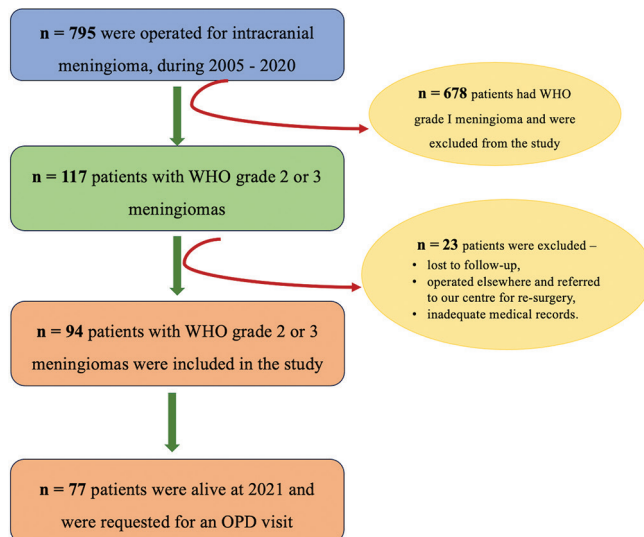 n = 795 were operated for intracranial
meningioma, during 2005 - 2020
n = 678 patients had WHO
grade I meningioma and were
excluded from the study
n = 117 patients with WHO grade 2 or 3
meningiomas
n = 23 patients were excluded –
• lost to follow-up,
• operated elsewhere and referred
to our centre for re-surgery,
• inadequate medical records.
n = 94 patients with WHO grade 2 or 3
meningiomas were included in the study
n = 77 patients were alive at 2021 and
were requested for an OPD visit